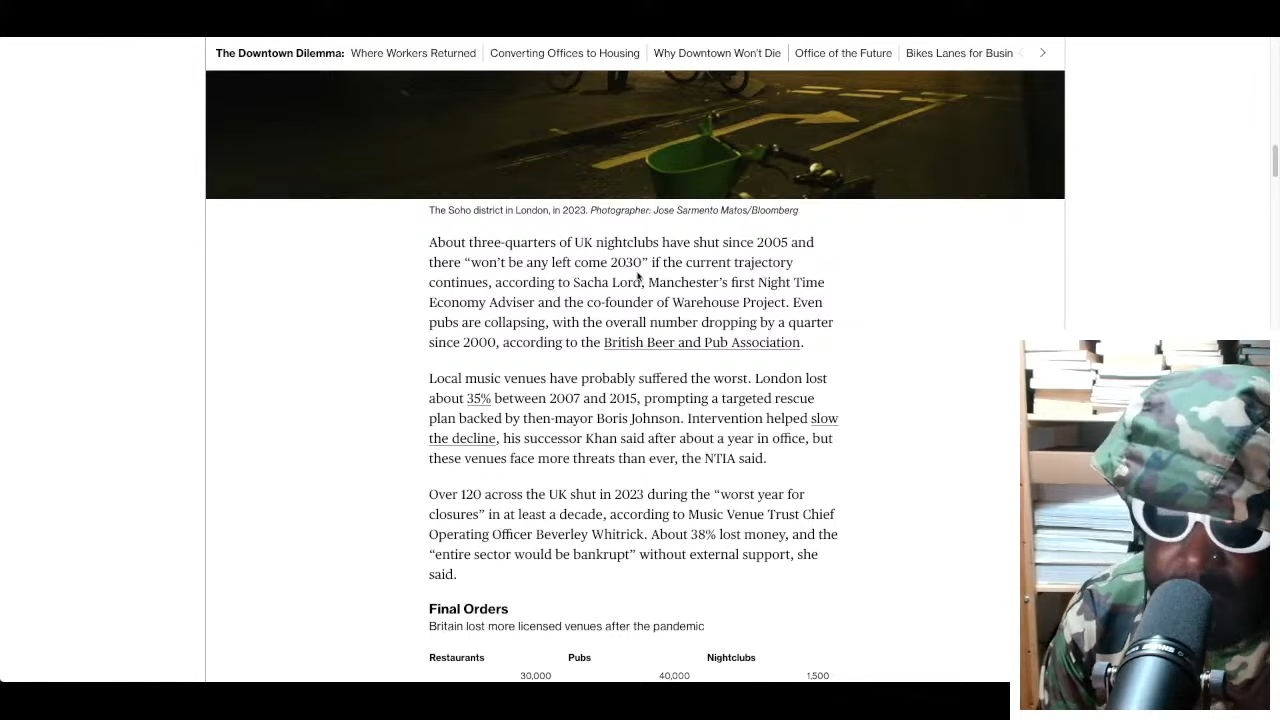 The Downtown Dilemma: Where Workers Returned Converting Offices to Housing Why Downtown Won't Die Office of the Future Bikes Lanes for Busin
The Soho district in London, in 2023. Photographer: Jose Sarmento Matos/Bloomberg
About three-quarters of UK nightclubs have shut since 2005 and
there “won’t be any left come 2030” if the current trajectory
continues, according to Sacha Lord, Manchester’s first Night Time
Economy Adviser and the co-founder of Warehouse Project. Even
pubs are collapsing, with the overall number dropping by a quarter
since 2000, according to the British Beer and Pub Association.
Local music venues have probably suffered the worst. London lost
about 35% between 2007 and 2015, prompting a targeted rescue
plan backed by then-mayor Boris Johnson. Intervention helped slow
the decline, his successor Khan said after about a year in office, but
these venues face more threats than ever, the NTIA said.
Over 120 across the UK shut in 2023 during the “worst year for
closures” in at least a decade, according to Music Venue Trust Chief
Operating Officer Beverley Whitrick. About 38% lost money, and the
“entire sector would be bankrupt” without external support, she
said.
Final Orders
Britain lost more licensed venues after the pandemic
Restaurants Pubs Nightclubs
30,000 40,000 1,500